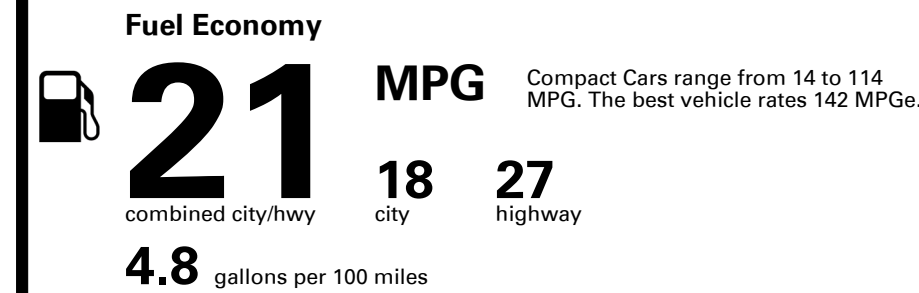 Fuel Economy
21 MPG
Compact Cars range from 14 to 114
MPG. The best vehicle rates 142 MPGe.
18 27
combined city/hwy city highway
4.8 gallons per 100 miles